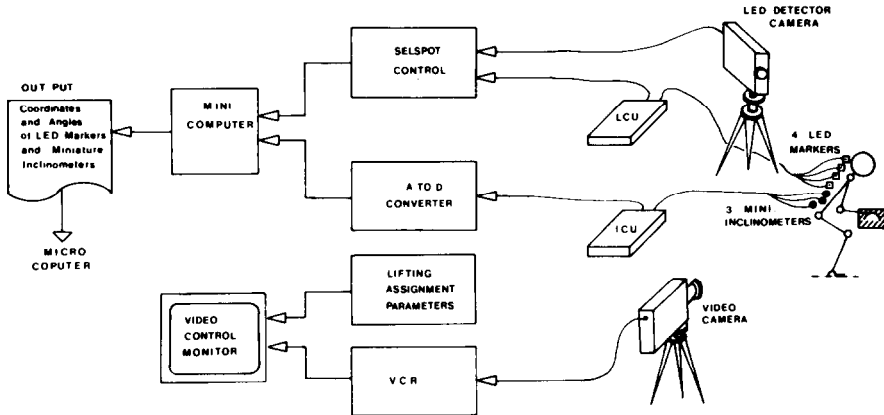 LED DETECTOR
CAMERA
SELSPOT
CONTROL
OUT PUT
Coordinates
and Angles
of LED Markers
and Miniature
Inclinometers
MINI
COMPUTER
LCU
4 LED
MARKERS
A TO D
CONVERTER
3 MINI
INCLINOMETERS
ICU
MICRO
COPUTER
LIFTING
ASSIGNMENT
PARAMETERS
VIDEO
CONTROL
MONITOR
VIDEO
CAMERA
VCR